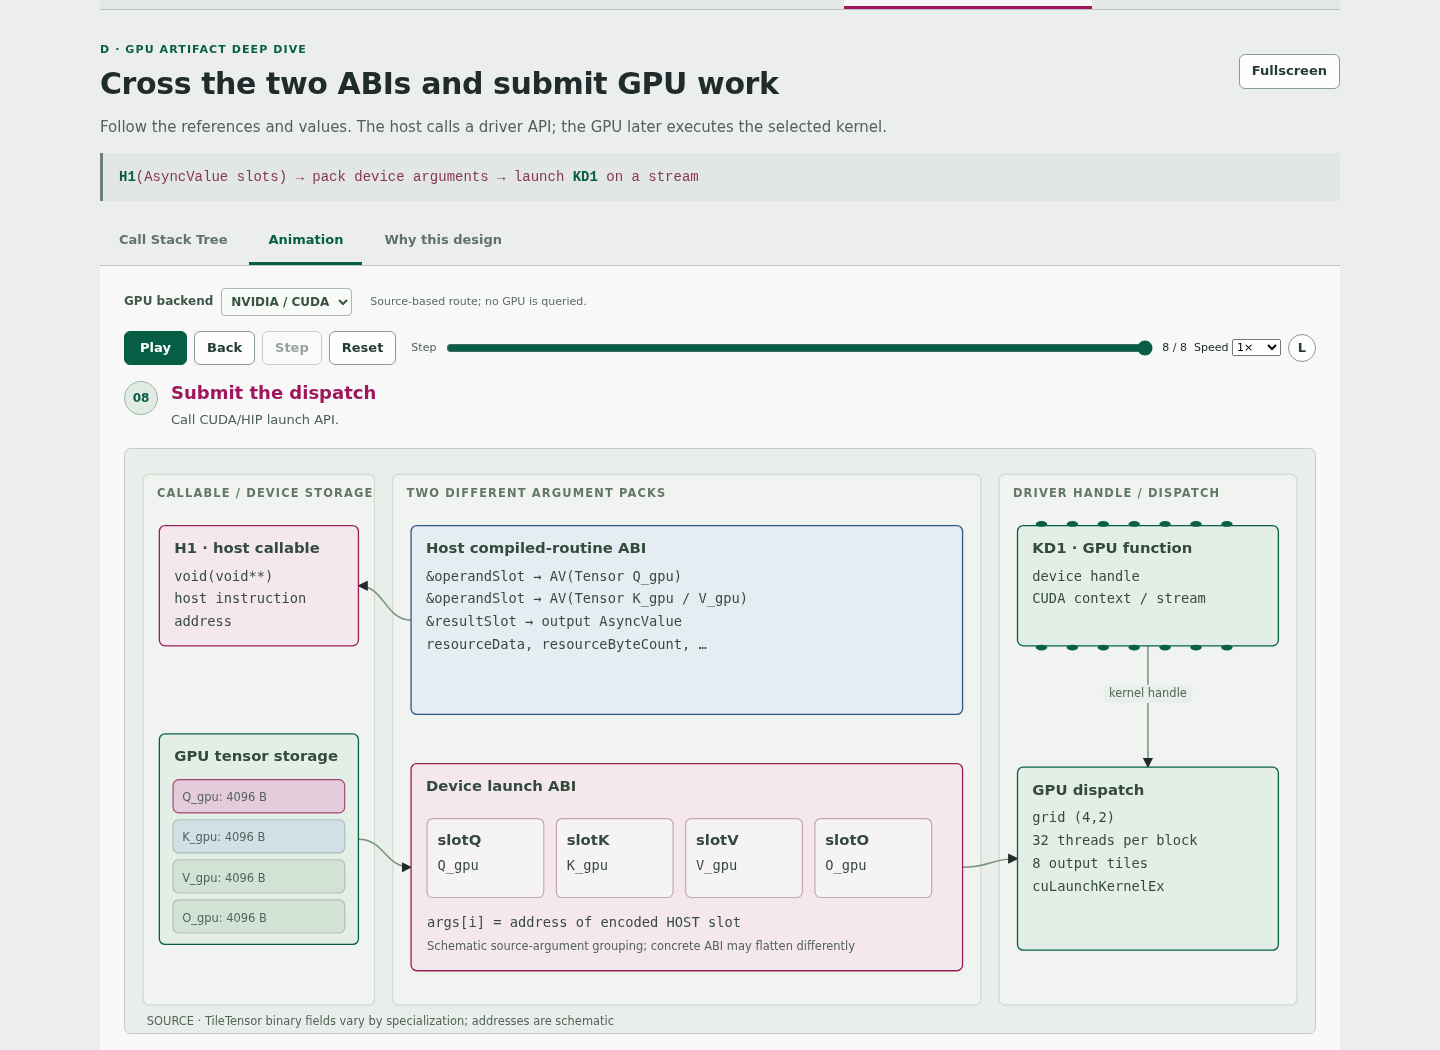 D · GPU ARTIFACT DEEP DIVE
Cross the two ABIs and submit GPU work
Fullscreen
Follow the references and values. The host calls a driver API; the GPU later executes the selected kernel.
H1(AsyncValue slots) → pack device arguments → launch KD1 on a stream
Call Stack Tree
Animation
Why this design
GPU backend
NVIDIA / CUDA
Source-based route; no GPU is queried.
Play
Back
Step
Reset
Step
8 / 8
Speed
1×
L
08
Submit the dispatch
Call CUDA/HIP launch API.
CALLABLE / DEVICE STORAGE
H1 · host callable
void(void**)
host instruction
address
GPU tensor storage
Q_gpu: 4096 B
K_gpu: 4096 B
V_gpu: 4096 B
O_gpu: 4096 B
TWO DIFFERENT ARGUMENT PACKS
Host compiled-routine ABI
&operandSlot → AV(Tensor Q_gpu)
&operandSlot → AV(Tensor K_gpu / V_gpu)
&resultSlot → output AsyncValue
resourceData, resourceByteCount, …
Device launch ABI
slotQ
Q_gpu
slotK
K_gpu
slotV
V_gpu
slotO
O_gpu
args[i] = address of encoded HOST slot
Schematic source-argument grouping; concrete ABI may flatten differently
DRIVER HANDLE / DISPATCH
KD1 · GPU function
device handle
CUDA context / stream
kernel handle
GPU dispatch
grid (4,2)
32 threads per block
8 output tiles
cuLaunchKernelEx
SOURCE · TileTensor binary fields vary by specialization; addresses are schematic